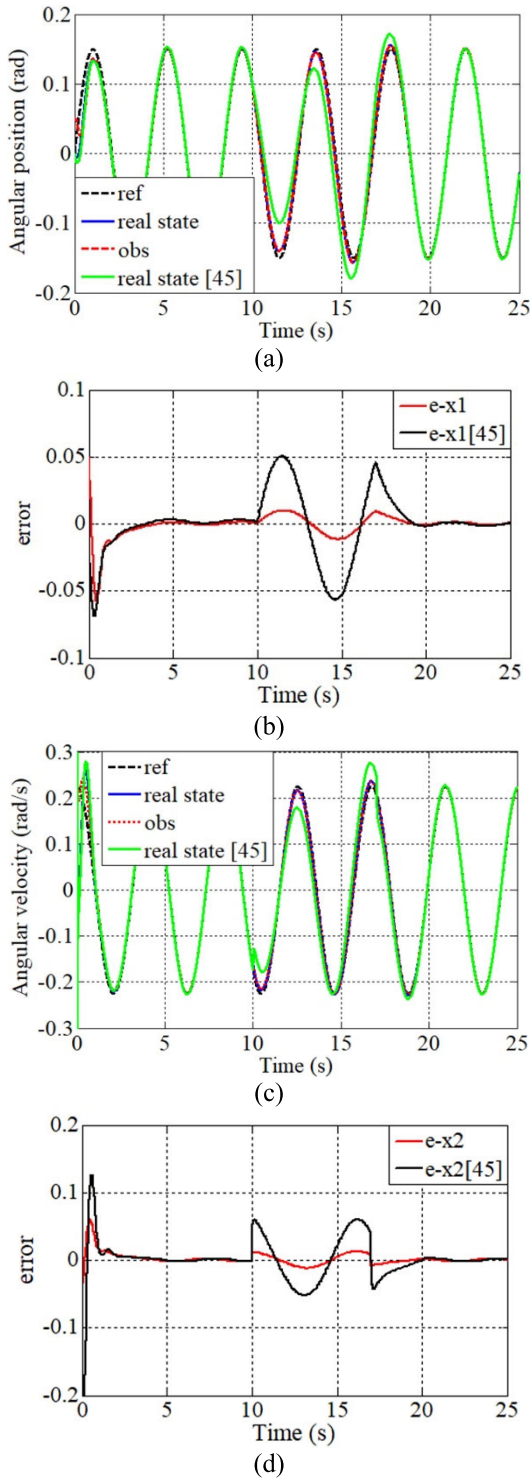 0.2
0.1
0
-0.1
-0.2
Angular position (rad)
ref
real state
obs
real state [45]
0 5 10 15 20 25
Time (s)
(a)
0.1
0.05
0
-0.05
-0.1
error
e-x1
e-x1[45]
0 5 10 15 20 25
Time (s)
(b)
0.3
0.2
0.1
0
-0.1
-0.2
-0.3
Angular velocity (rad/s)
ref
real state
obs
real state [45]
0 5 10 15 20 25
Time (s)
(c)
0.2
0.1
0
-0.1
-0.2
error
e-x2
e-x2[45]
0 5 10 15 20 25
Time (s)
(d)